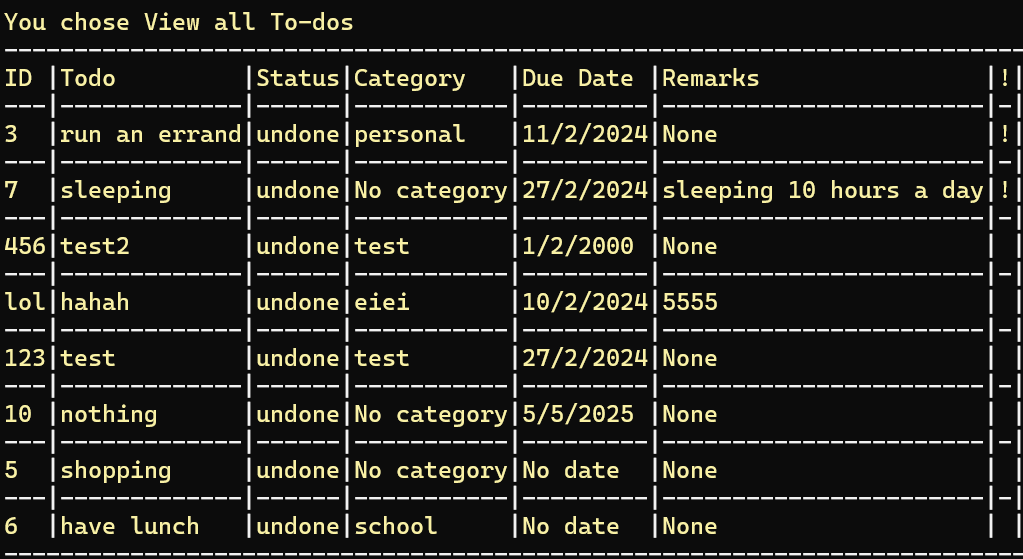 You chose View all To-dos
-------------------------------------------------------------------------
ID |Todo         |Status|Category   |Due Date |Remarks                |!|
---|-------------|------|-----------|---------|-----------------------|-|
3  |run an errand|undone|personal   |11/2/2024|None                   |!|
---|-------------|------|-----------|---------|-----------------------|-|
7  |sleeping     |undone|No category|27/2/2024|sleeping 10 hours a day|!|
---|-------------|------|-----------|---------|-----------------------|-|
456|test2        |undone|test       |1/2/2000 |None                   | |
---|-------------|------|-----------|---------|-----------------------|-|
lol|hahah        |undone|eiei       |10/2/2024|5555                   | |
---|-------------|------|-----------|---------|-----------------------|-|
123|test         |undone|test       |27/2/2024|None                   | |
---|-------------|------|-----------|---------|-----------------------|-|
10 |nothing      |undone|No category|5/5/2025 |None                   | |
---|-------------|------|-----------|---------|-----------------------|-|
5  |shopping     |undone|No category|No date  |None                   | |
---|-------------|------|-----------|---------|-----------------------|-|
6  |have lunch   |undone|school     |No date  |None                   | |
-------------------------------------------------------------------------